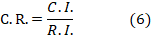 C.R. = C.I. / R.I. (6)